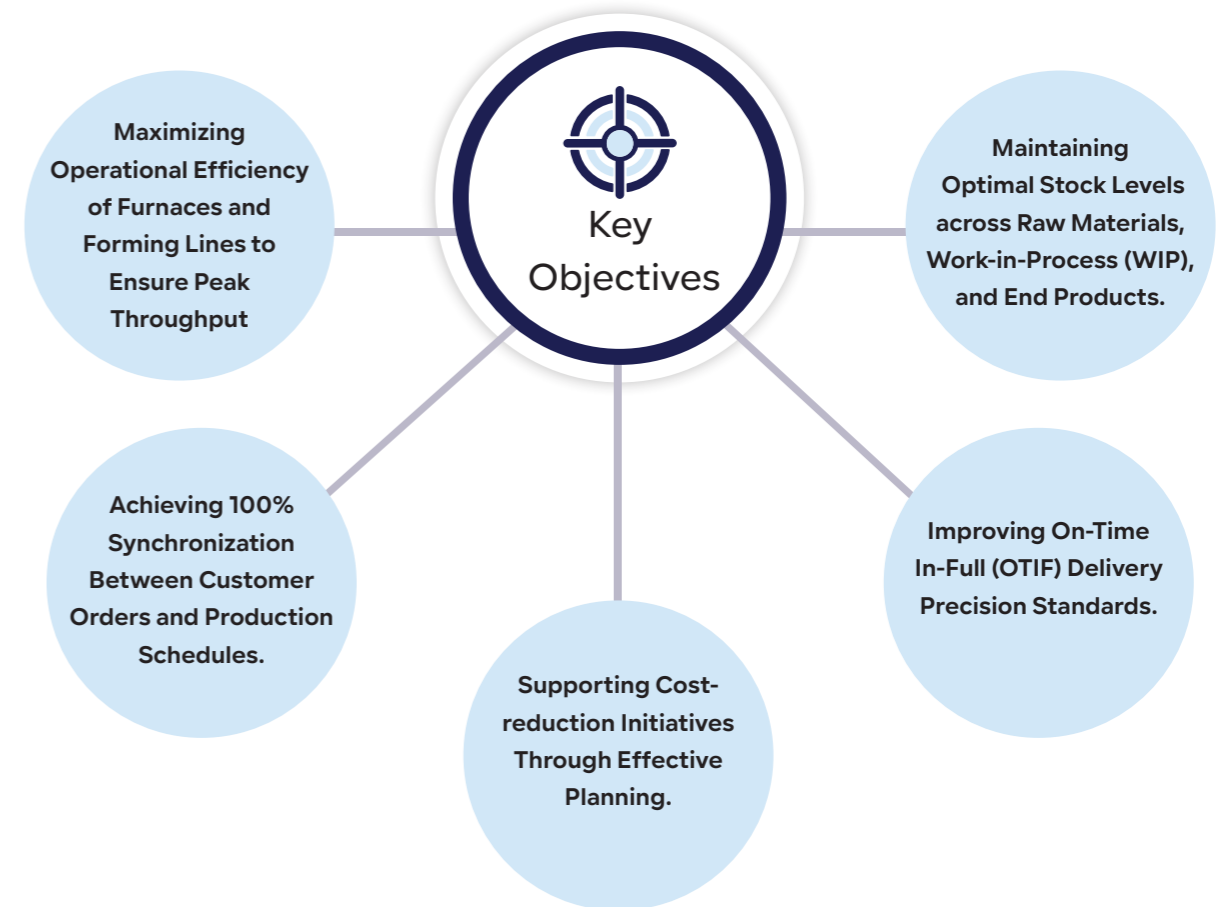 Key
Objectives
Maximizing
Operational Efficiency
of Furnaces and
Forming Lines to
Ensure Peak
Throughput
Maintaining
Optimal Stock Levels
across Raw Materials,
Work-in-Process (WIP),
and End Products.
Achieving 100%
Synchronization
Between Customer
Orders and Production
Schedules.
Improving On-Time
In-Full (OTIF) Delivery
Precision Standards.
Supporting Cost-
reduction Initiatives
Through Effective
Planning.